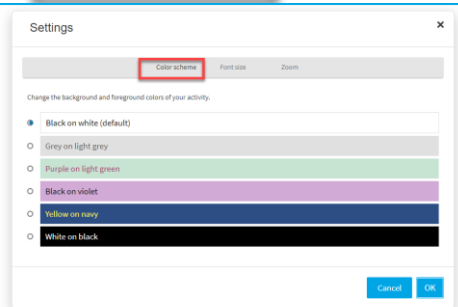 Settings ×
Color scheme Font size Zoom
Change the background and foreground colors of your activity.
Black on white (default)
Grey on light grey
Purple on light green
Black on violet
Yellow on navy
White on black
Cancel OK